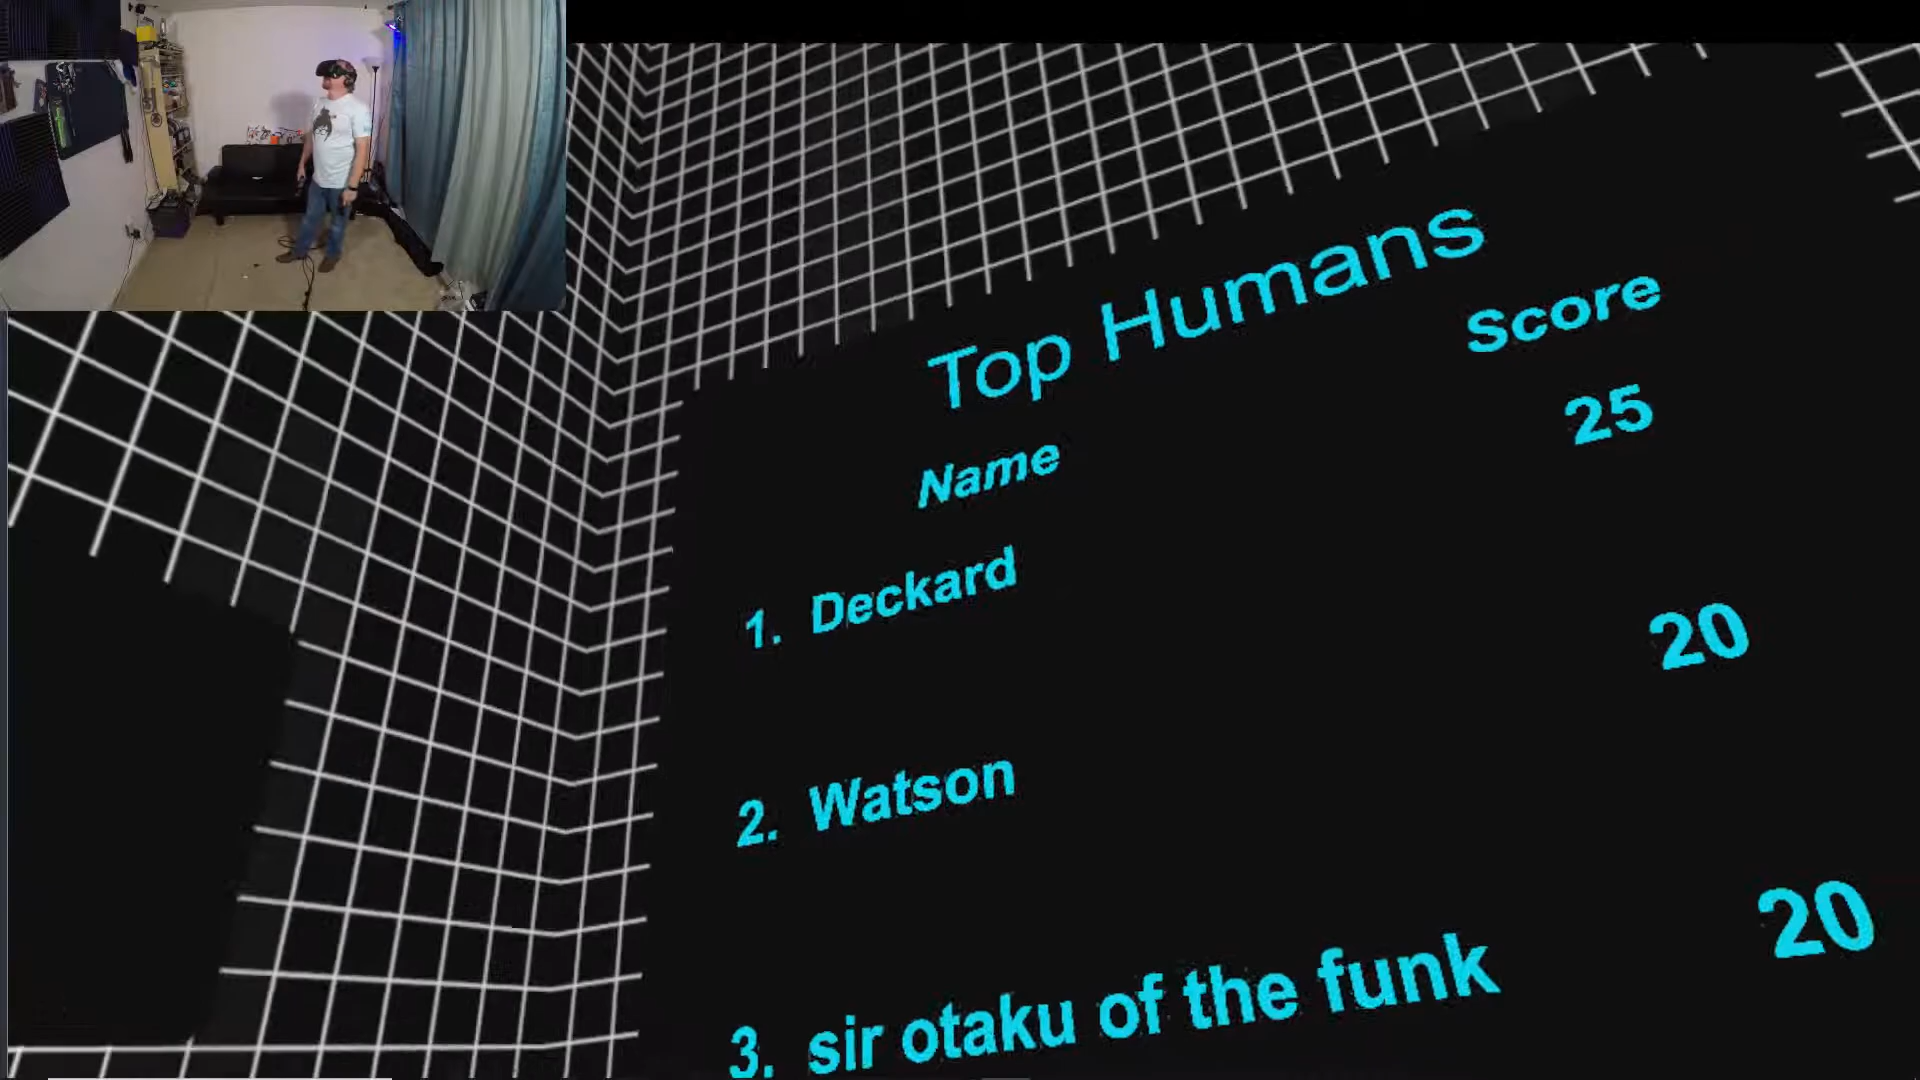 Top Humans
Name Score
1. Deckard 25
2. Watson 20
3. sir otaku of the funk 20